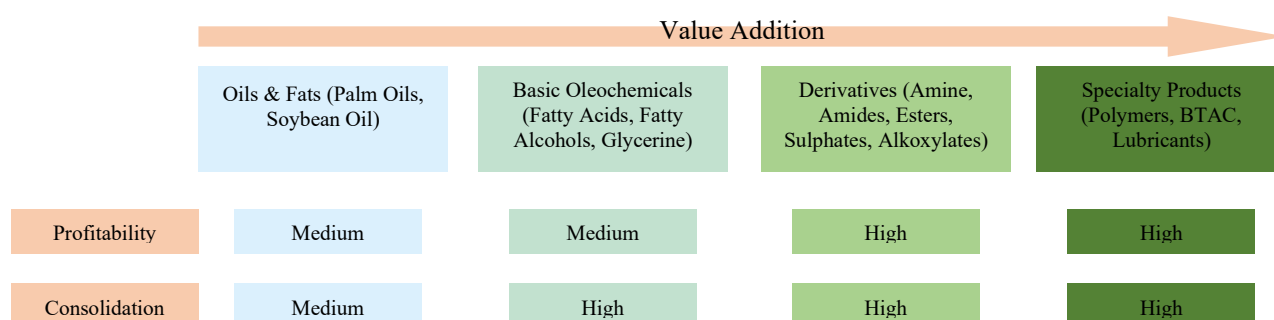 Value Addition
Oils & Fats (Palm Oils,
Soybean Oil)
Basic Oleochemicals
(Fatty Acids, Fatty
Alcohols, Glycerine)
Derivatives (Amine,
Amides, Esters,
Sulphates, Alkoxylates)
Specialty Products
(Polymers, BTAC,
Lubricants)
Profitability
Medium
Medium
High
High
Consolidation
Medium
High
High
High